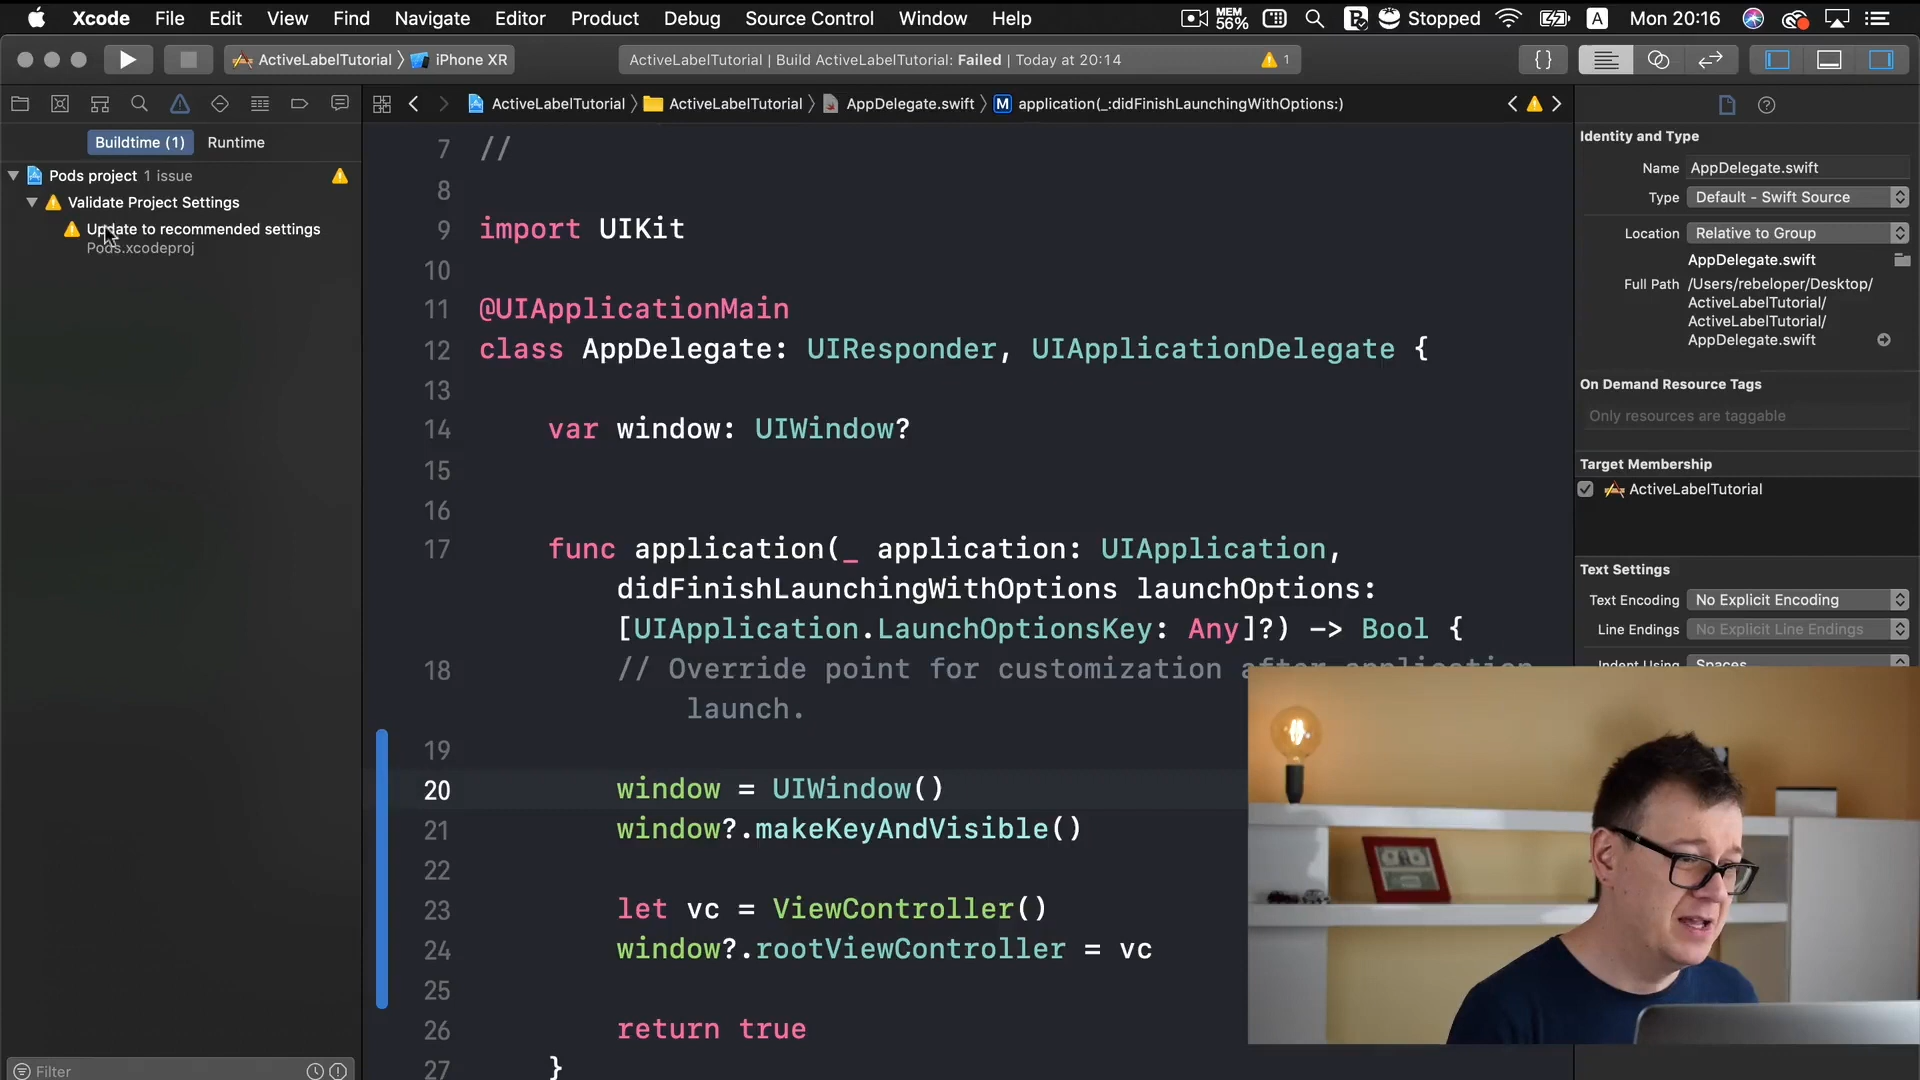 Xcode File Edit View Find Navigate Editor Product Debug Source Control Window Help MEM 56% Stopped A Mon 20:16
ActiveLabelTutorial iPhone XR ActiveLabelTutorial | Build ActiveLabelTutorial: Failed | Today at 20:14 1 {}
ActiveLabelTutorial ActiveLabelTutorial AppDelegate.swift M application(_:didFinishLaunchingWithOptions:)
Buildtime (1) Runtime
Pods project 1 issue
Validate Project Settings
Update to recommended settings
Pods.xcodeproj
Filter
7 //
8
9 import UIKit
10
11 @UIApplicationMain
12 class AppDelegate: UIResponder, UIApplicationDelegate {
13
14 var window: UIWindow?
15
16
17 func application(_ application: UIApplication,
didFinishLaunchingWithOptions launchOptions:
[UIApplication.LaunchOptionsKey: Any]?) -> Bool {
18 // Override point for customization after application
launch.
19
20 window = UIWindow()
21 window?.makeKeyAndVisible()
22
23 let vc = ViewController()
24 window?.rootViewController = vc
25
26 return true
27 }
Identity and Type
Name AppDelegate.swift
Type Default - Swift Source
Location Relative to Group
AppDelegate.swift
Full Path /Users/rebeloper/Desktop/
ActiveLabelTutorial/
ActiveLabelTutorial/
AppDelegate.swift
On Demand Resource Tags
Only resources are taggable
Target Membership
ActiveLabelTutorial
Text Settings
Text Encoding No Explicit Encoding
Line Endings No Explicit Line Endings
Indent Using Spaces